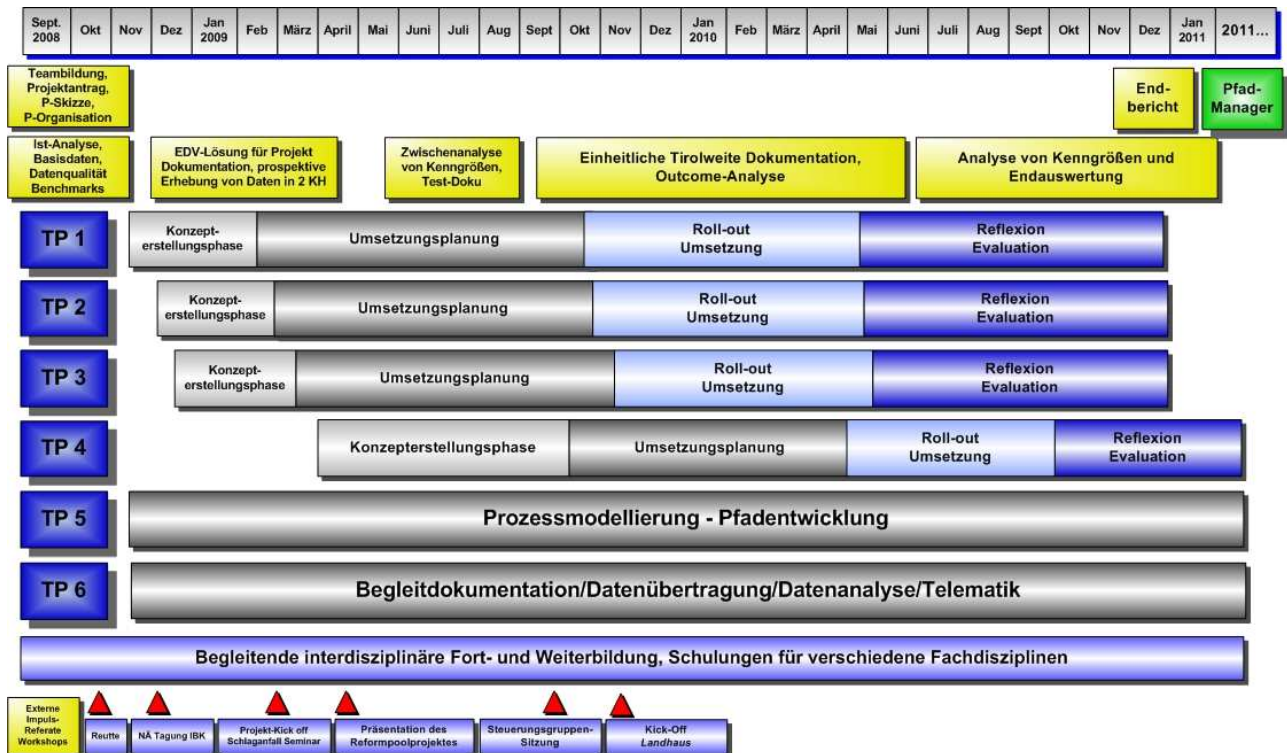 Sept.
2008
Okt
Nov
Dez
Jan
2009
Feb
März
April
Mai
Juni
Juli
Aug
Sept
Okt
Nov
Dez
Jan
2010
Feb
März
April
Mai
Juni
Juli
Aug
Sept
Okt
Nov
Dez
Jan
2011
2011...
Teambildung,
Projektantrag,
P-Skizze,
P-Organisation
End-
bericht
Pfad-
Manager
Ist-Analyse,
Basisdaten,
Datenqualität
Benchmarks
EDV-Lösung für Projekt
Dokumentation, prospektive
Erhebung von Daten in 2 KH
Zwischenanalyse
von Kenngrößen,
Test-Doku
Einheitliche Tirolweite Dokumentation,
Outcome-Analyse
Analyse von Kenngrößen und
Endauswertung
TP 1
Konzept-
erstellungsphase
Umsetzungsplanung
Roll-out
Umsetzung
Reflexion
Evaluation
TP 2
Konzept-
erstellungsphase
Umsetzungsplanung
Roll-out
Umsetzung
Reflexion
Evaluation
TP 3
Konzept-
erstellungsphase
Umsetzungsplanung
Roll-out
Umsetzung
Reflexion
Evaluation
TP 4
Konzepterstellungsphase
Umsetzungsplanung
Roll-out
Umsetzung
Reflexion
Evaluation
TP 5
Prozessmodellierung - Pfadentwicklung
TP 6
Begleitdokumentation/Datenübertragung/Datenanalyse/Telematik
Begleitende interdisziplinäre Fort- und Weiterbildung, Schulungen für verschiedene Fachdisziplinen
Externe
Impuls-
Referate
Workshops
Reutte
NÄ Tagung IBK
Projekt-Kick off
Schlaganfall Seminar
Präsentation des
Reformpoolprojektes
Steuerungsgruppen-
Sitzung
Kick-Off
Landhaus